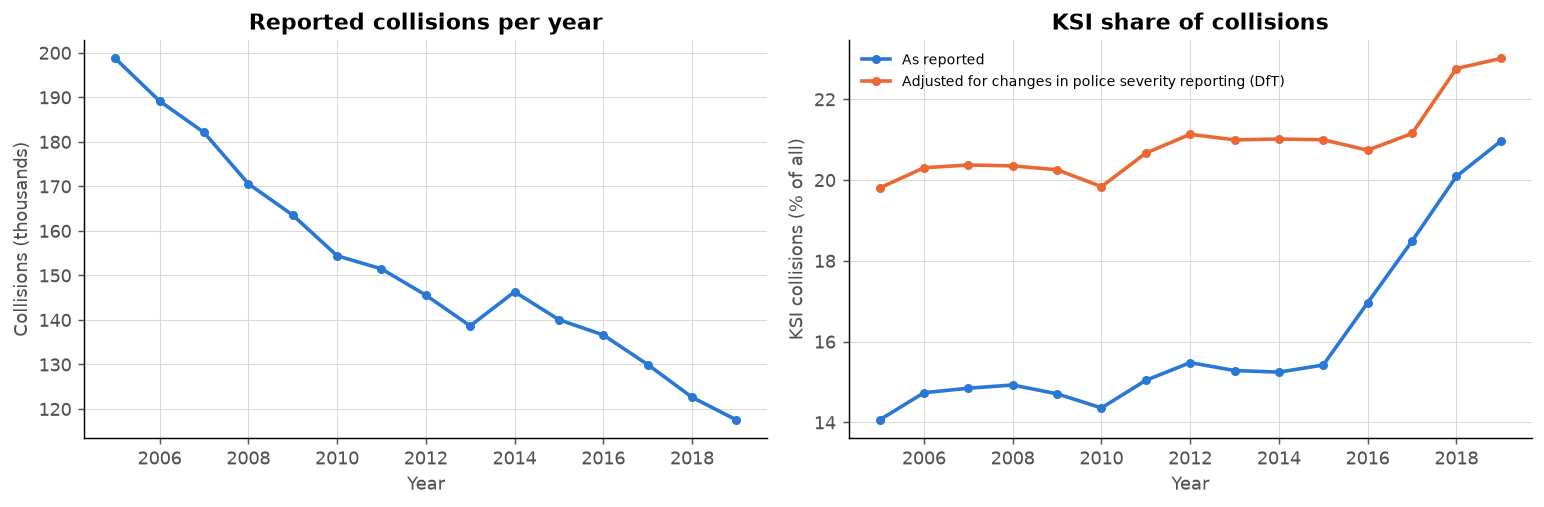 Reported collisions per year
200
190
180
170
160
150
140
130
120
Collisions (thousands)
2006 2008 2010 2012 2014 2016 2018
Year
KSI share of collisions
As reported
Adjusted for changes in police severity reporting (DfT)
22
20
18
16
14
KSI collisions (% of all)
2006 2008 2010 2012 2014 2016 2018
Year